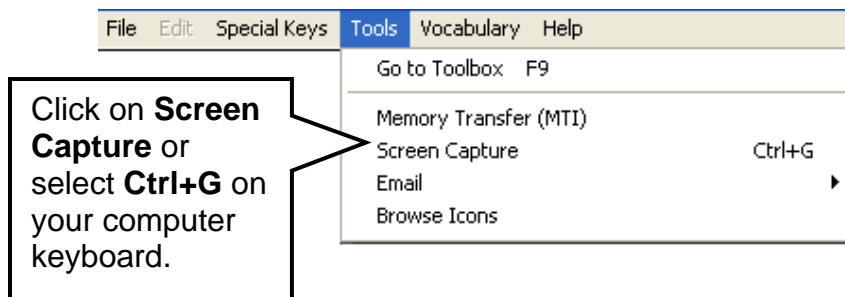 File Edit Special Keys Tools Vocabulary Help
Go to Toolbox F9
Click on Screen
Capture or
select Ctrl+G on
your computer
keyboard.
Memory Transfer (MTI)
Screen Capture Ctrl+G
Email
Browse Icons